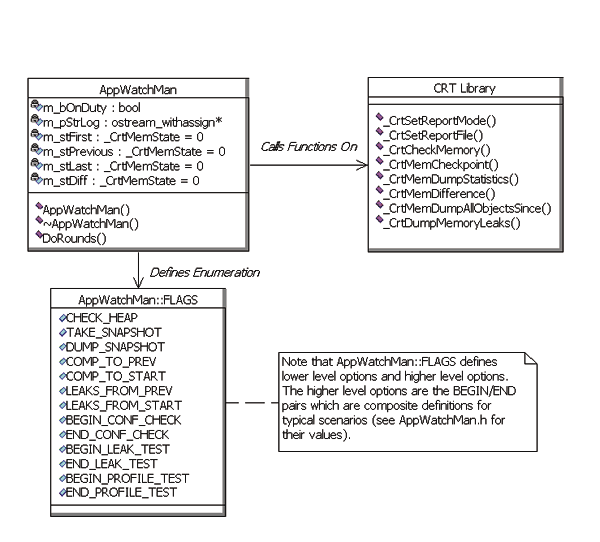 AppWatchMan
m_bOnDuty : bool
m_pStrLog : ostream_withassign*
m_stFirst : _CrtMemState = 0
m_stPrevious : _CrtMemState = 0
m_stLast : _CrtMemState = 0
m_stDiff : _CrtMemState = 0
AppWatchMan()
~AppWatchMan()
DoRounds()
Calls Functions On
CRT Library
_CrtSetReportMode()
_CrtSetReportFile()
_CrtCheckMemory()
_CrtMemCheckpoint()
_CrtMemDumpStatistics()
_CrtMemDifference()
_CrtMemDumpAllObjectsSince()
_CrtDumpMemoryLeaks()
Defines Enumeration
AppWatchMan::FLAGS
CHECK_HEAP
TAKE_SNAPSHOT
DUMP_SNAPSHOT
COMP_TO_PREV
COMP_TO_START
LEAKS_FROM_PREV
LEAKS_FROM_START
BEGIN_CONF_CHECK
END_CONF_CHECK
BEGIN_LEAK_TEST
END_LEAK_TEST
BEGIN_PROFILE_TEST
END_PROFILE_TEST
Note that AppWatchMan::FLAGS defines
lower level options and higher level options.
The higher level options are the BEGIN/END
pairs which are composite definitions for
typical scenarios (see AppWatchMan.h for
their values).